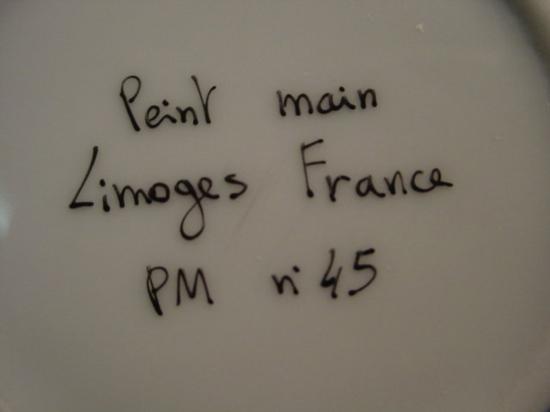 Peint main
Limoges France
PM n° 45